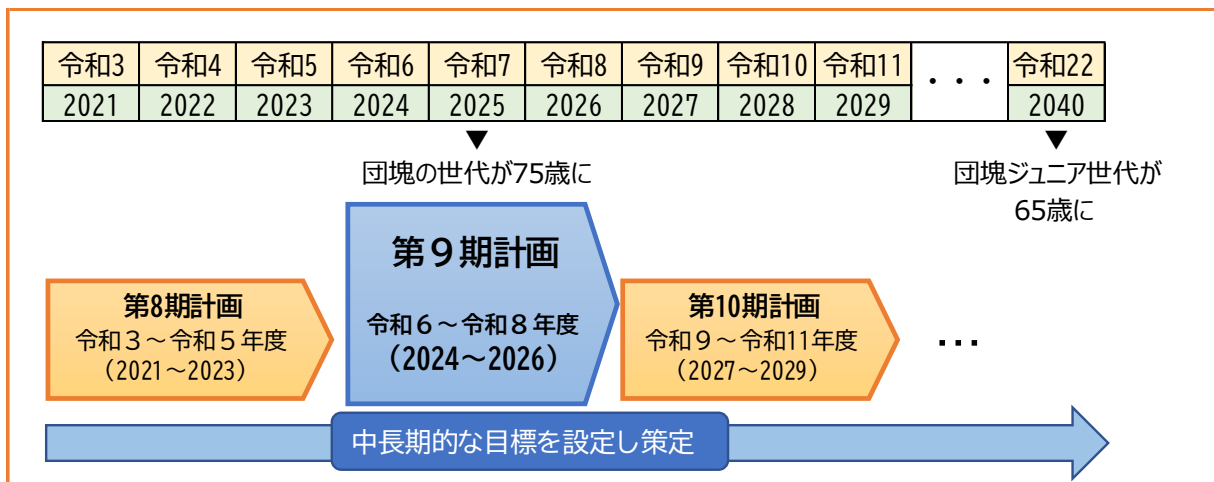 令和3 令和4 令和5 令和6 令和7 令和8 令和9 令和10 令和11 ・・・ 令和22
2021 2022 2023 2024 2025 2026 2027 2028 2029 2040
▼ ▼
団塊の世代が75歳に
団塊ジュニア世代が
65歳に
第8期計画
令和３～令和５年度
（2021～2023）
第９期計画
令和６～令和８年度
（2024～2026）
第10期計画
令和９～令和11年度
（2027～2029）
…
中長期的な目標を設定し策定